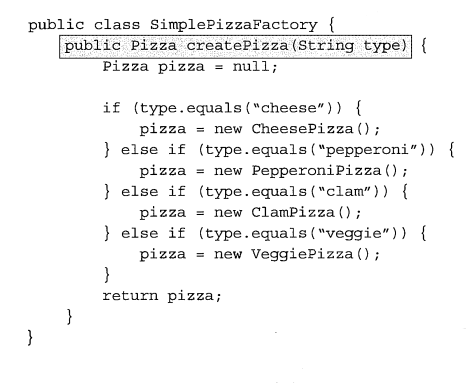 public class SimplePizzaFactory {
public Pizza createPizza(String type) {
Pizza pizza = null;
if (type.equals(“cheese”)) {
pizza = new CheesePizza();
} else if (type.equals(“pepperoni”)) {
pizza = new PepperoniPizza();
} else if (type.equals(“clam”)) {
pizza = new ClamPizza();
} else if (type.equals(“veggie”)) {
pizza = new VeggiePizza();
}
return pizza;
}
}